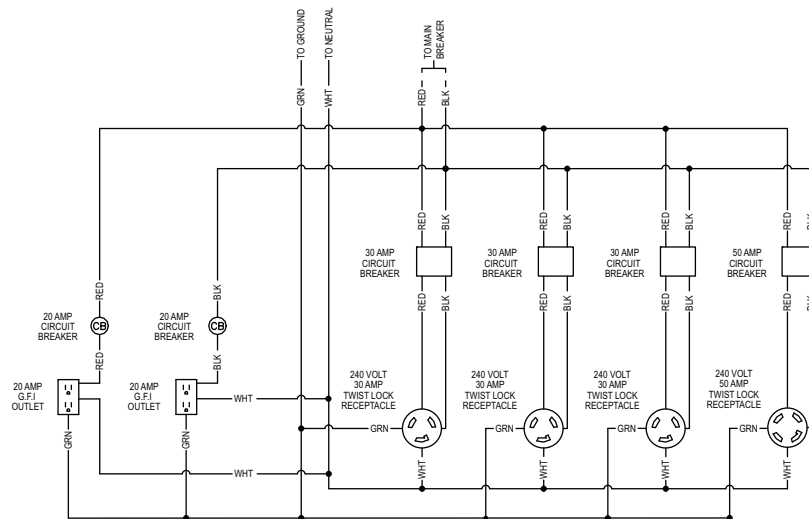 TO GROUND
TO NEUTRAL
TO MAIN
BREAKER
GRN
WHT
RED
BLK
RED
BLK
RED
BLK
RED
BLK
RED
BLK
30 AMP
CIRCUIT
BREAKER
30 AMP
CIRCUIT
BREAKER
30 AMP
CIRCUIT
BREAKER
50 AMP
CIRCUIT
BREAKER
RED
BLK
RED
BLK
RED
BLK
RED
BLK
RED
BLK
20 AMP
CIRCUIT
BREAKER
CB
20 AMP
CIRCUIT
BREAKER
CB
RED
BLK
20 AMP
G.F.I
OUTLET
20 AMP
G.F.I
OUTLET
WHT
240 VOLT
30 AMP
TWIST LOCK
RECEPTACLE
240 VOLT
30 AMP
TWIST LOCK
RECEPTACLE
240 VOLT
30 AMP
TWIST LOCK
RECEPTACLE
240 VOLT
50 AMP
TWIST LOCK
RECEPTACLE
GRN
GRN
GRN
GRN
GRN
GRN
WHT
WHT
WHT
WHT
WHT